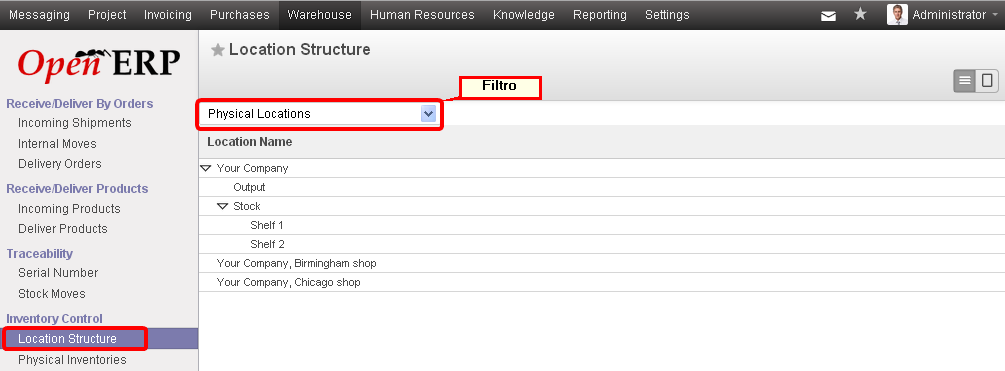 Messaging Project Invoicing Purchases Warehouse Human Resources Knowledge Reporting Settings Administrator
Open ERP
Receive/Deliver By Orders
Incoming Shipments
Internal Moves
Delivery Orders
Receive/Deliver Products
Incoming Products
Deliver Products
Traceability
Serial Number
Stock Moves
Inventory Control
Location Structure
Physical Inventories
Location Structure
Filtro
Physical Locations
Location Name
Your Company
Output
Stock
Shelf 1
Shelf 2
Your Company, Birmingham shop
Your Company, Chicago shop